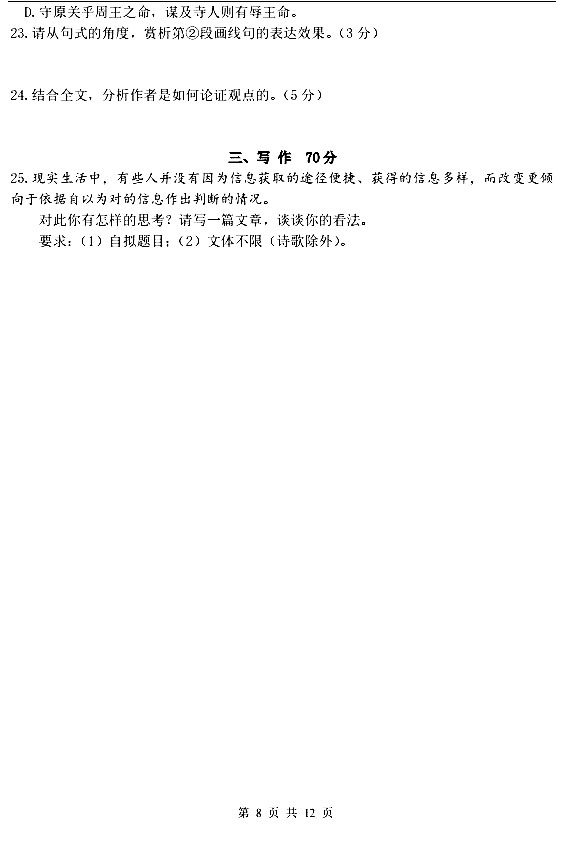 D.守原关乎周王之命，谋及寺人则有辱王命。
23.请从句式的角度，赏析第②段画线句的表达效果。（3 分）
24.结合全文，分析作者是如何论证观点的。（5 分）
三、写 作 70分
25.现实生活中，有些人并没有因为信息获取的途径便捷、获得的信息多样，而改变更倾
向于依据自以为对的信息作出判断的情况。
对此你有怎样的思考？请写一篇文章，谈谈你的看法。
要求：（1）自拟题目；（2）文体不限（诗歌除外）。
第 8 页 共 12 页